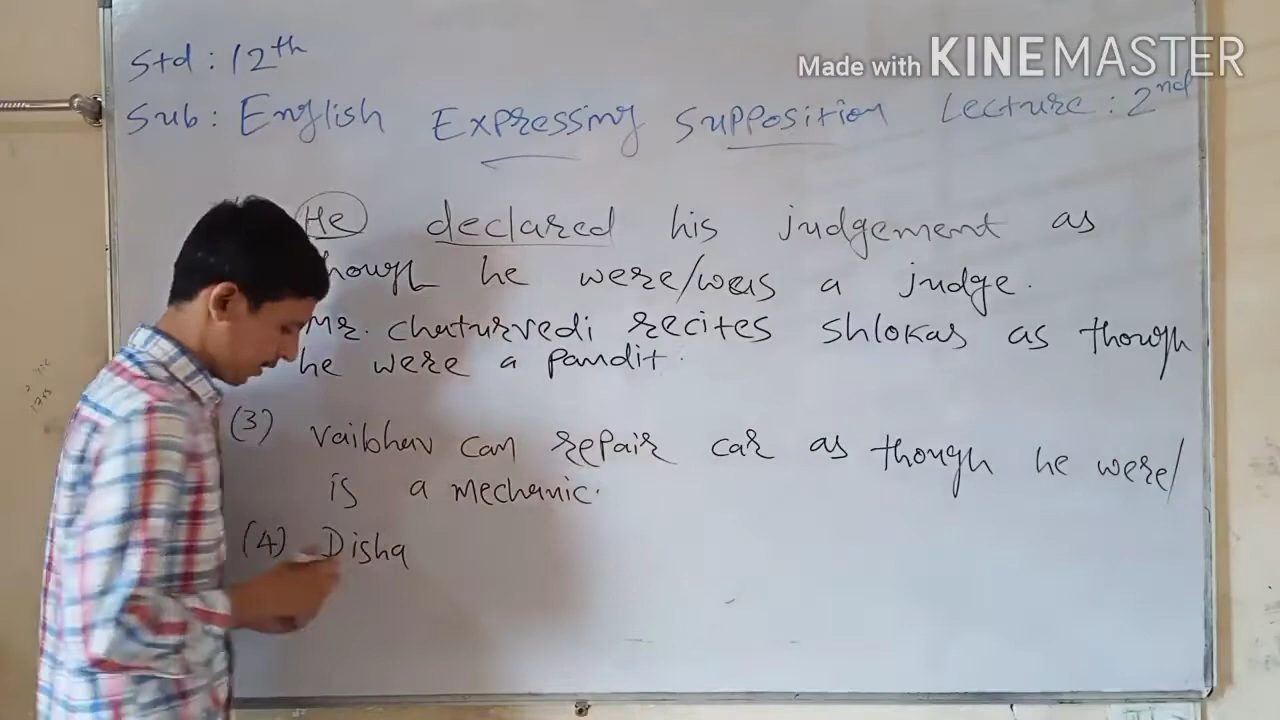 Std : 12th
Made with KINEMASTER
Sub : English Expressing Supposition Lecture : 2nd
He declared his judgement as
though he were/was a judge.
Mr. chaturvedi recites shlokas as though
he were a pandit.
(3) Vaibhav can repair car as though he were/
is a mechanic.
(4) Disha